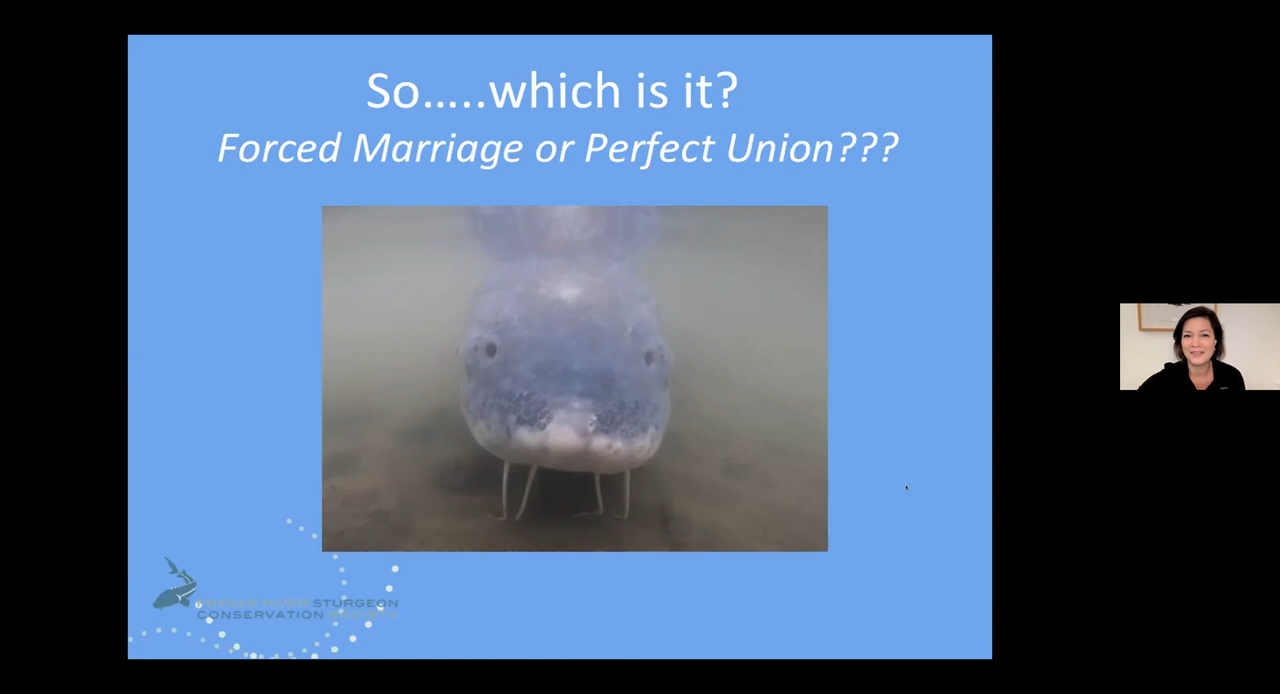 So.....which is it?
Forced Marriage or Perfect Union???
FRASER RIVER STURGEON
CONSERVATION SOCIETY